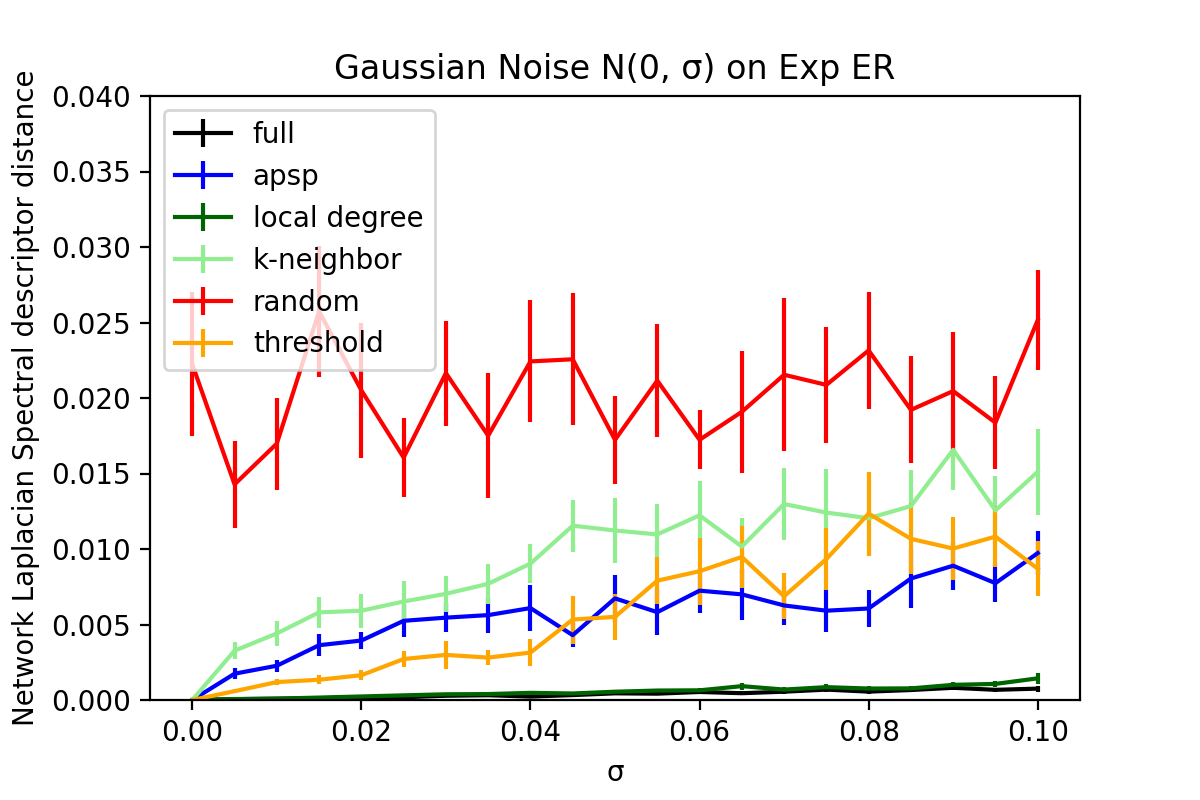 Gaussian Noise N(0, σ) on Exp ER
Network Laplacian Spectral descriptor distance
0.040
0.035
0.030
0.025
0.020
0.015
0.010
0.005
0.000
full
apsp
local degree
k-neighbor
random
threshold
0.00 0.02 0.04 0.06 0.08 0.10
σ